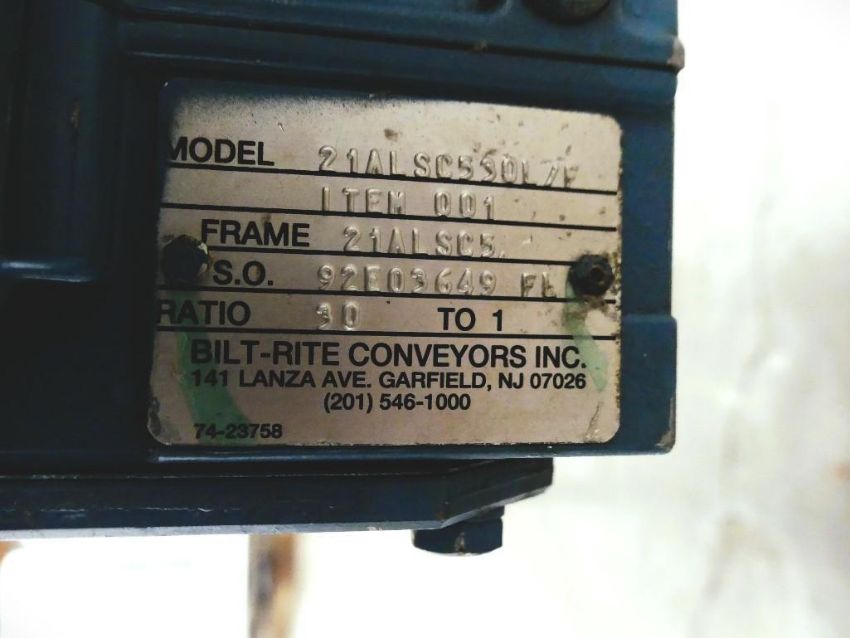 MODEL 21ALSC530L/F
ITEM 001
FRAME 21ALSC5
S.O. 92E03649 FL
RATIO 30 TO 1
BILT-RITE CONVEYORS INC.
141 LANZA AVE. GARFIELD, NJ 07026
(201) 546-1000
74-23758